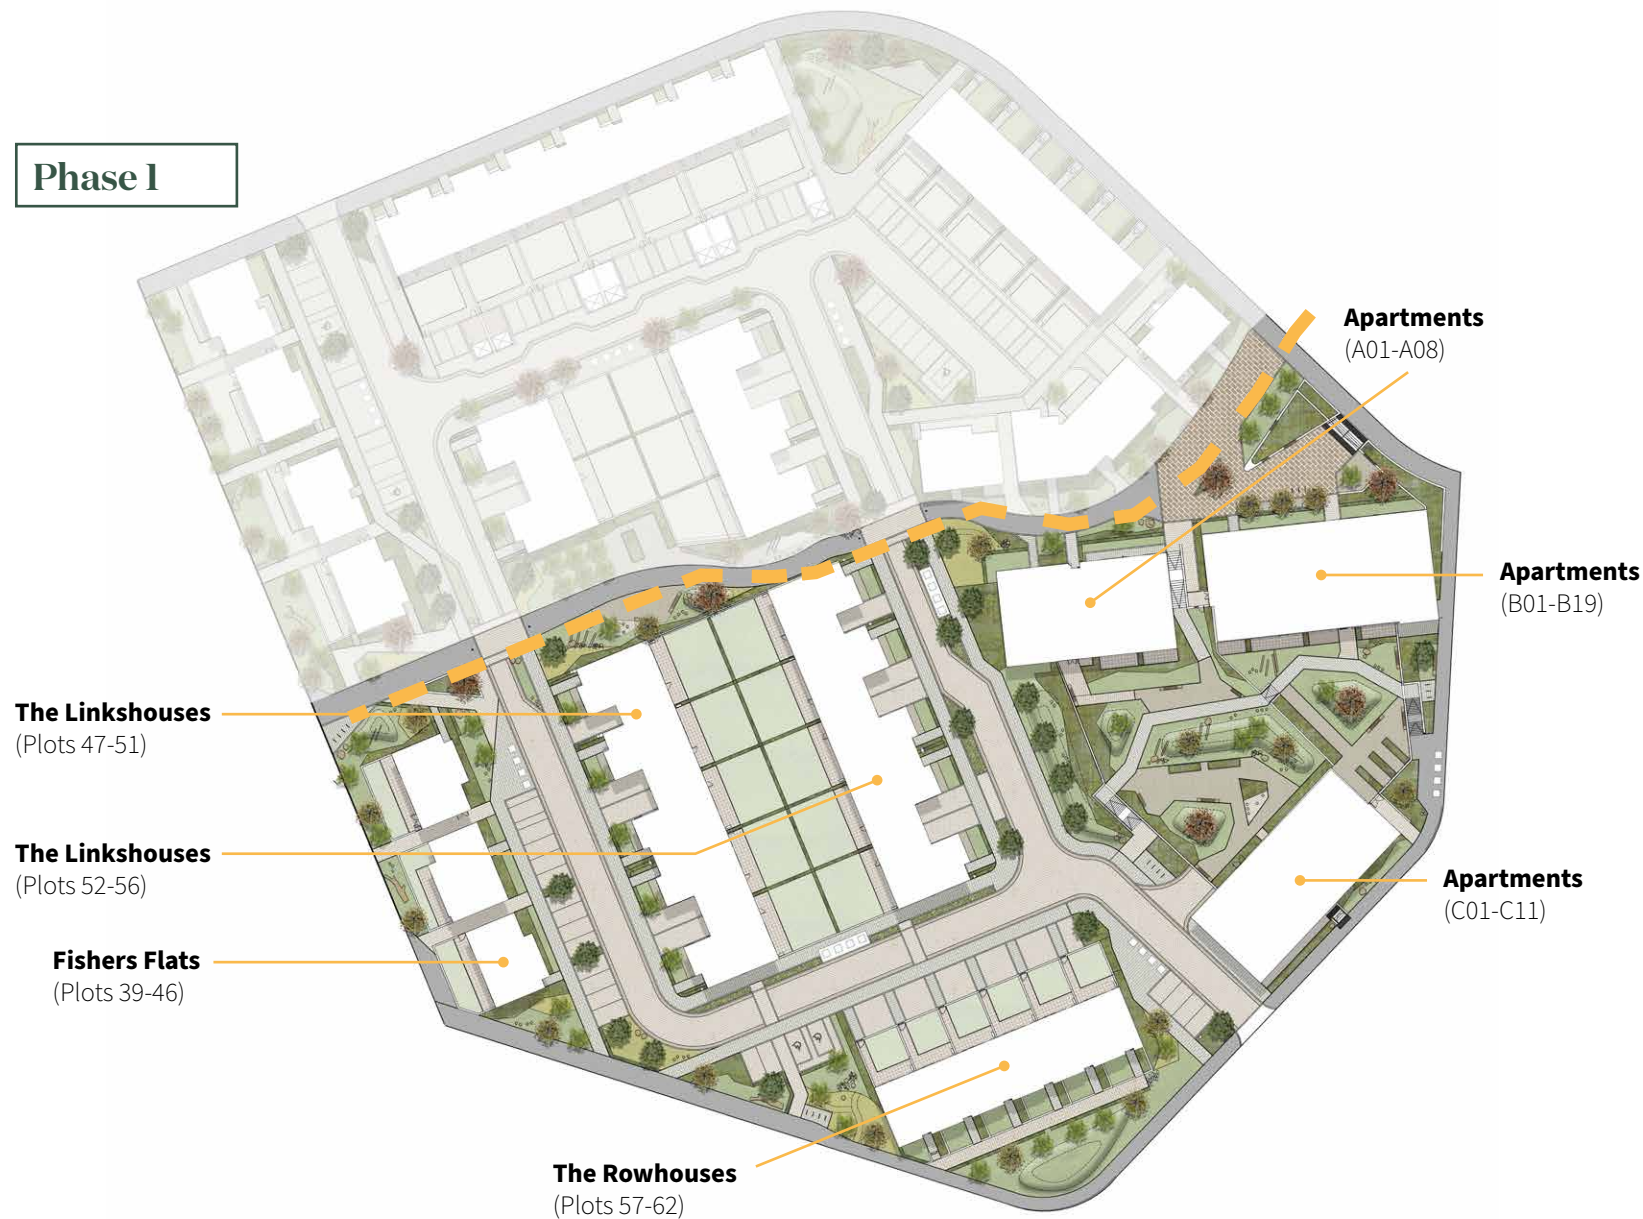 Phase 1
Apartments
(A01-A08)
Apartments
(B01-B19)
The Linkshouses
(Plots 47-51)
The Linkshouses
(Plots 52-56)
Apartments
(C01-C11)
Fishers Flats
(Plots 39-46)
The Rowhouses
(Plots 57-62)